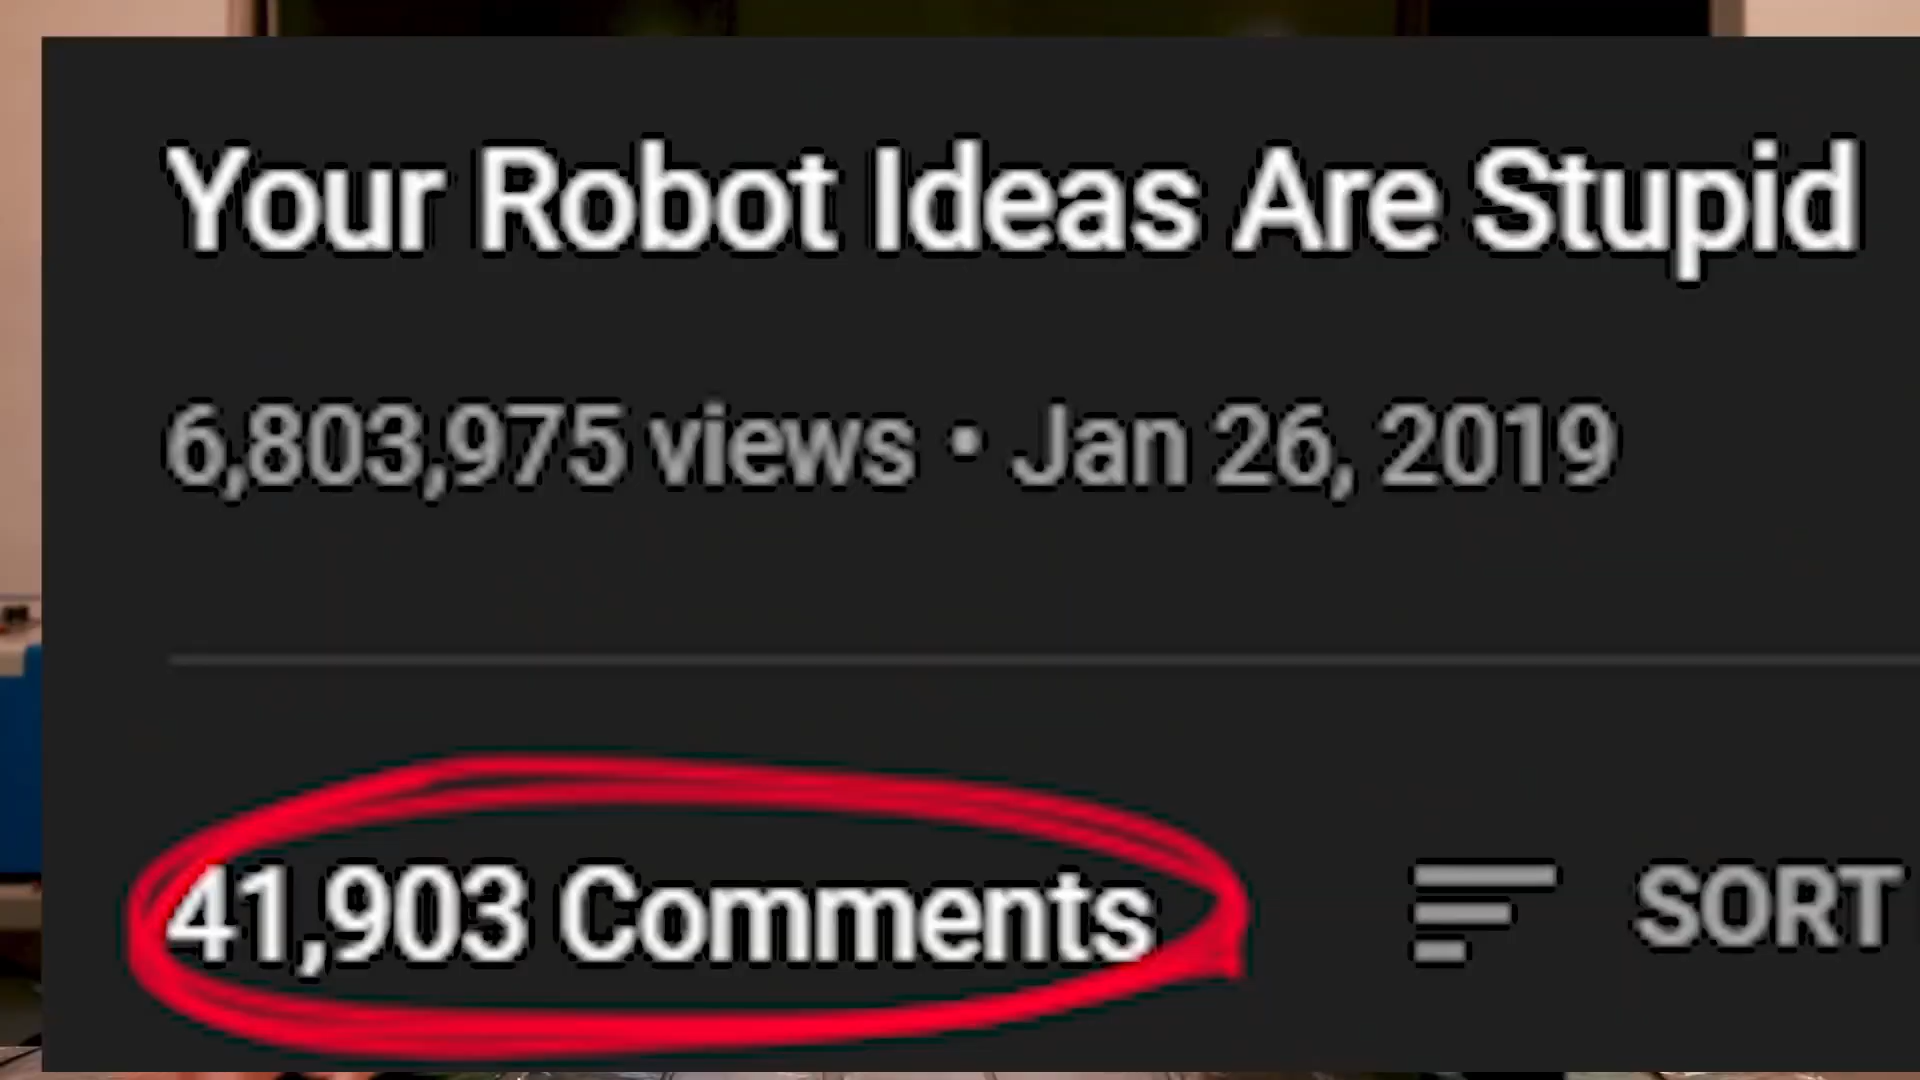 Your Robot Ideas Are Stupid
6,803,975 views • Jan 26, 2019
41,903 Comments
SORT